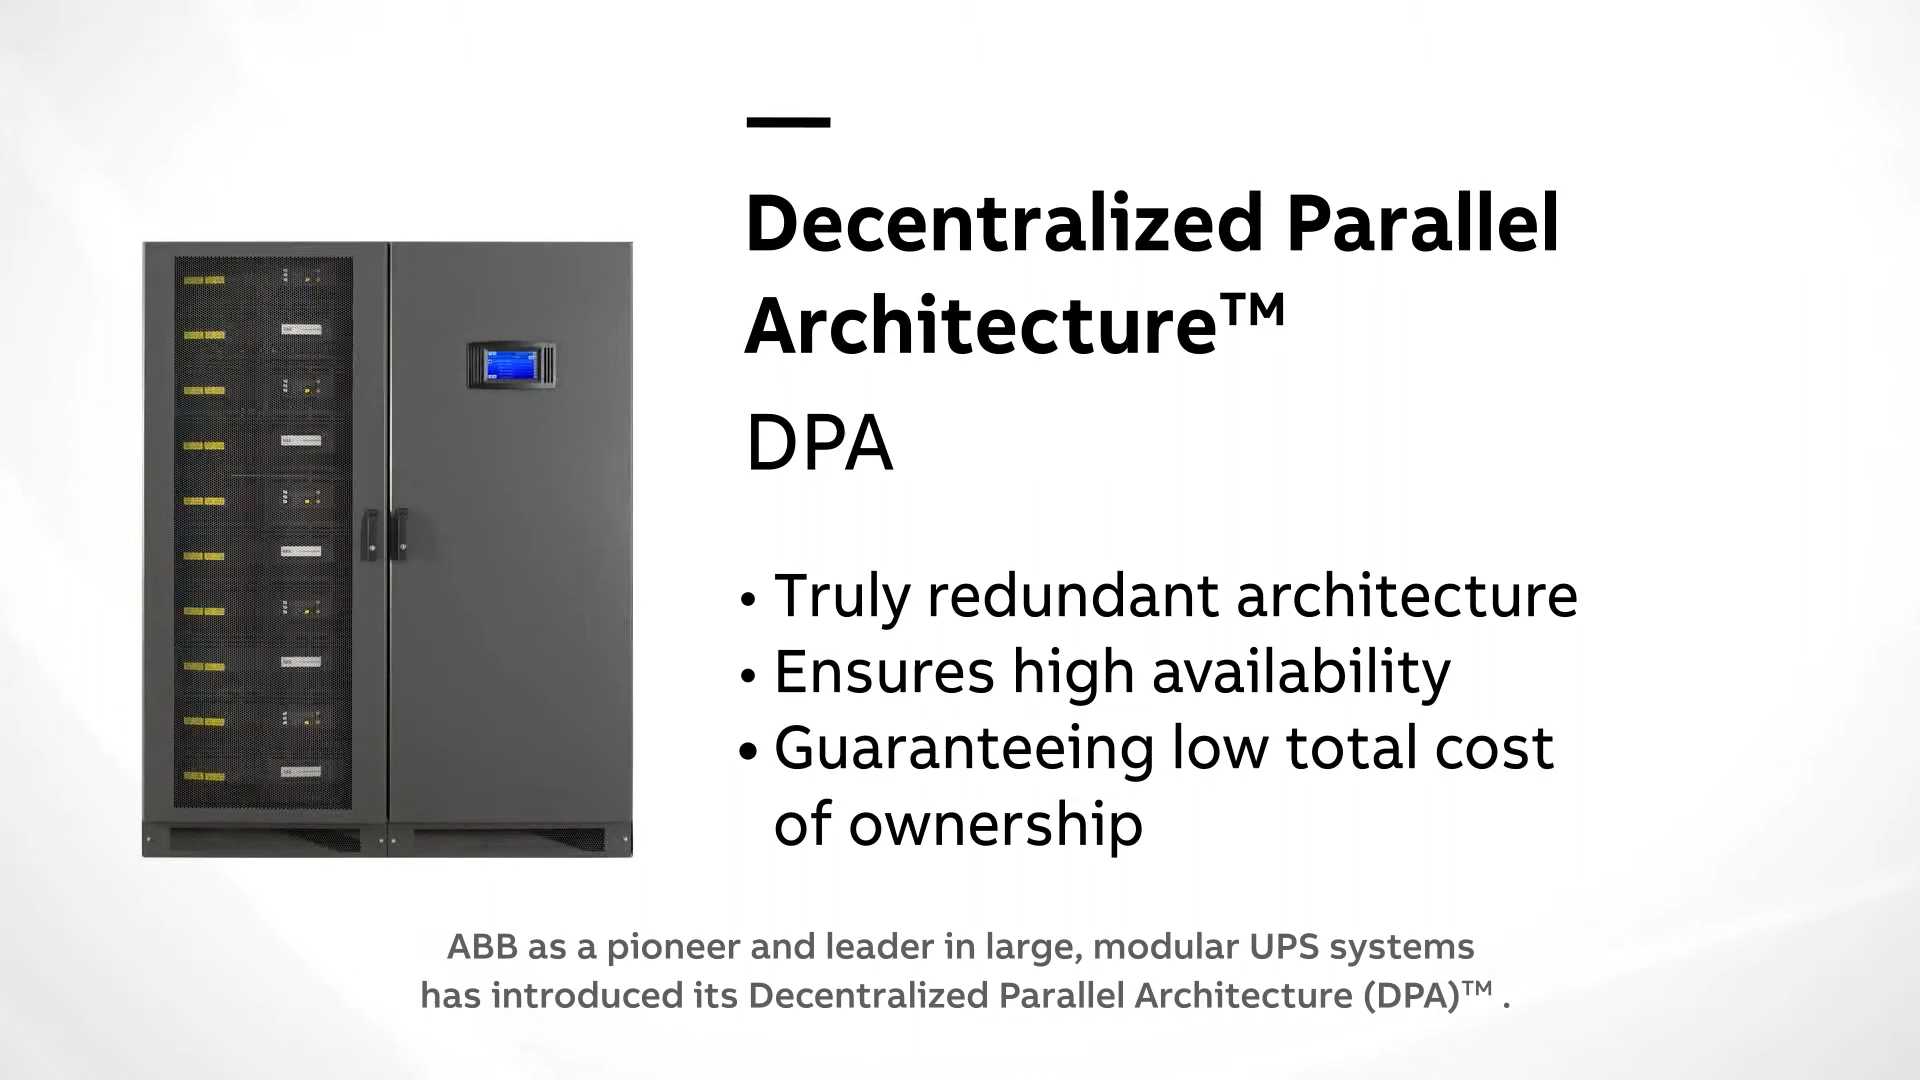 Decentralized Parallel
Architecture™
DPA
• Truly redundant architecture
• Ensures high availability
• Guaranteeing low total cost
of ownership
ABB as a pioneer and leader in large, modular UPS systems
has introduced its Decentralized Parallel Architecture (DPA)™ .